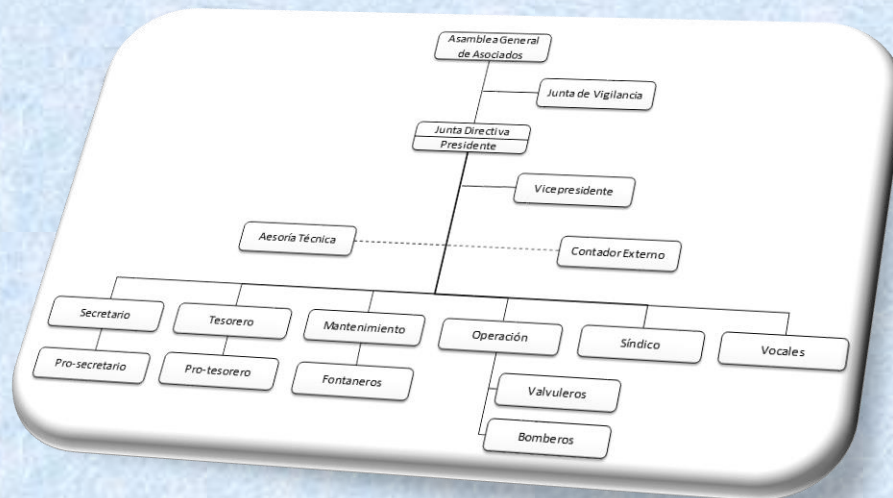 Asamblea General
de Asociados
Junta de Vigilancia
Junta Directiva
Presidente
Vicepresidente
Aesoría Técnica
Contador Externo
Secretario
Tesorero
Mantenimiento
Operación
Síndico
Vocales
Pro-secretario
Pro-tesorero
Fontaneros
Valvuleros
Bomberos